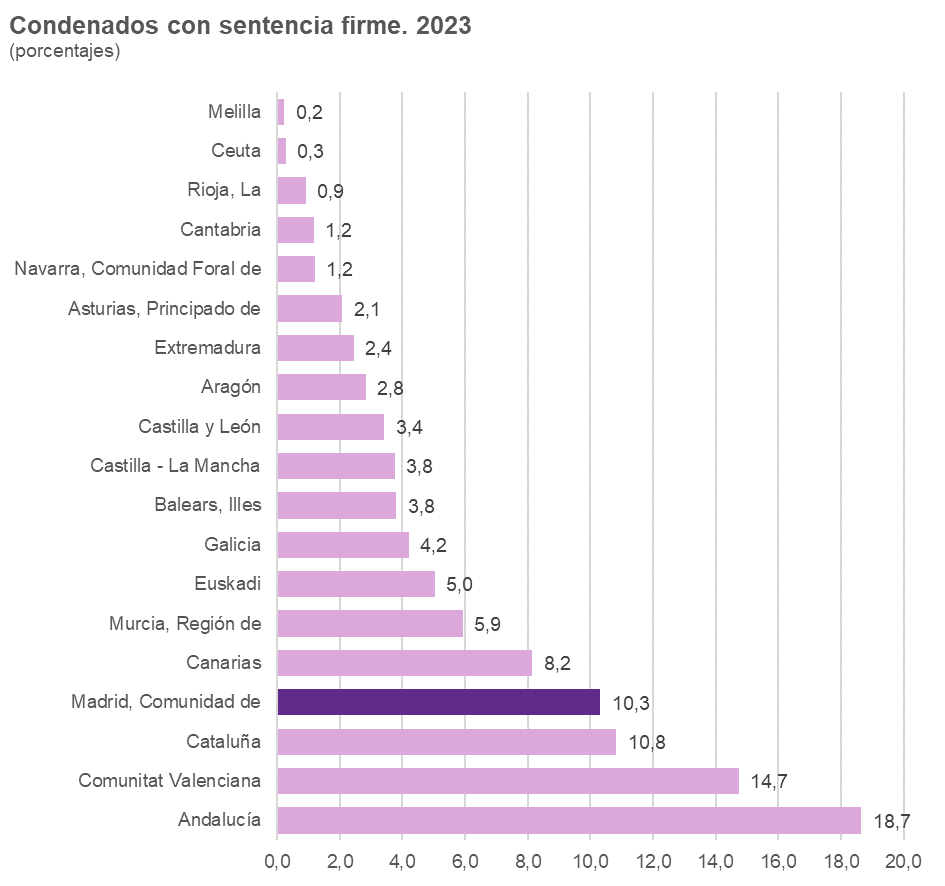 Condenados con sentencia firme. 2023
(porcentajes)
Melilla 0,2
Ceuta 0,3
Rioja, La 0,9
Cantabria 1,2
Navarra, Comunidad Foral de 1,2
Asturias, Principado de 2,1
Extremadura 2,4
Aragón 2,8
Castilla y León 3,4
Castilla - La Mancha 3,8
Balears, Illes 3,8
Galicia 4,2
Euskadi 5,0
Murcia, Región de 5,9
Canarias 8,2
Madrid, Comunidad de 10,3
Cataluña 10,8
Comunitat Valenciana 14,7
Andalucía 18,7
0,0 2,0 4,0 6,0 8,0 10,0 12,0 14,0 16,0 18,0 20,0